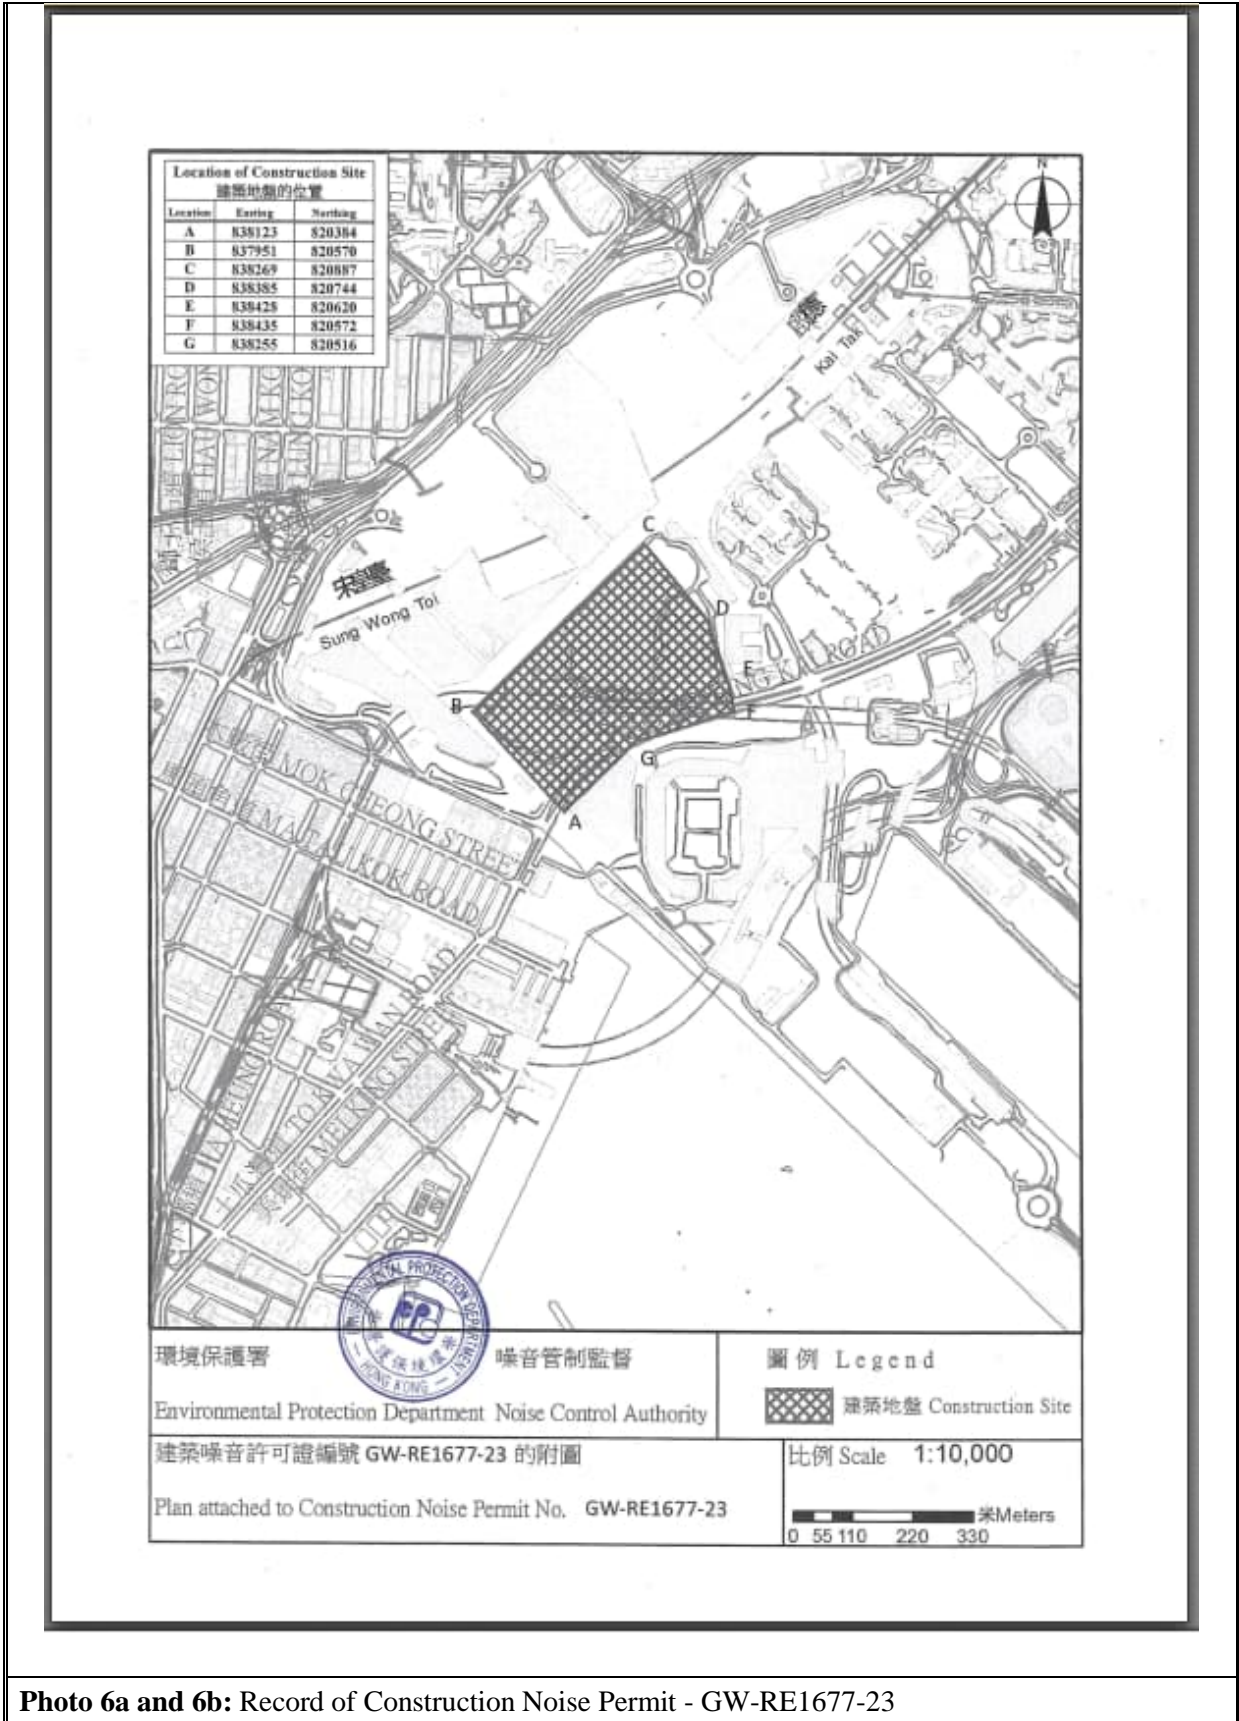 Location of Construction Site
建築地盤的位置
Location Easting Northing
A 838123 820384
B 837951 820570
C 838269 820887
D 838385 820744
E 838428 820620
F 838435 820572
G 838255 820516
N
啟德
Kai Tak
宋皇臺
Sung Wong Toi
C
D
ROAD
E
F
B
G
A
MOK CHEONG STREET
KOK ROAD
環境保護署 噪音管制監督
Environmental Protection Department Noise Control Authority
ENVIRONMENTAL PROTECTION DEPARTMENT
HONG KONG
圖例 Legend
建築地盤 Construction Site
建築噪音許可證編號 GW-RE1677-23 的附圖
Plan attached to Construction Noise Permit No. GW-RE1677-23
比例 Scale 1:10,000
米Meters
0 55 110 220 330
Photo 6a and 6b: Record of Construction Noise Permit - GW-RE1677-23